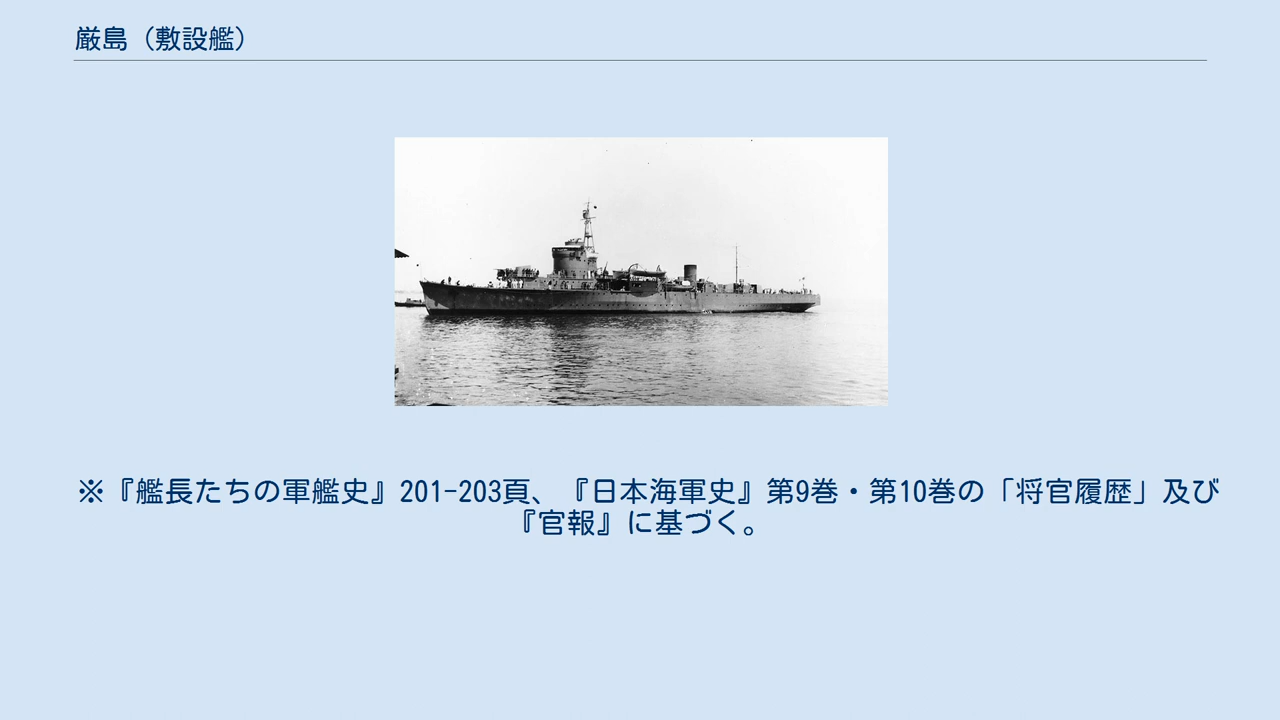 厳島（敷設艦）
※『艦長たちの軍艦史』201-203頁、『日本海軍史』第9巻・第10巻の「将官履歴」及び
『官報』に基づく。